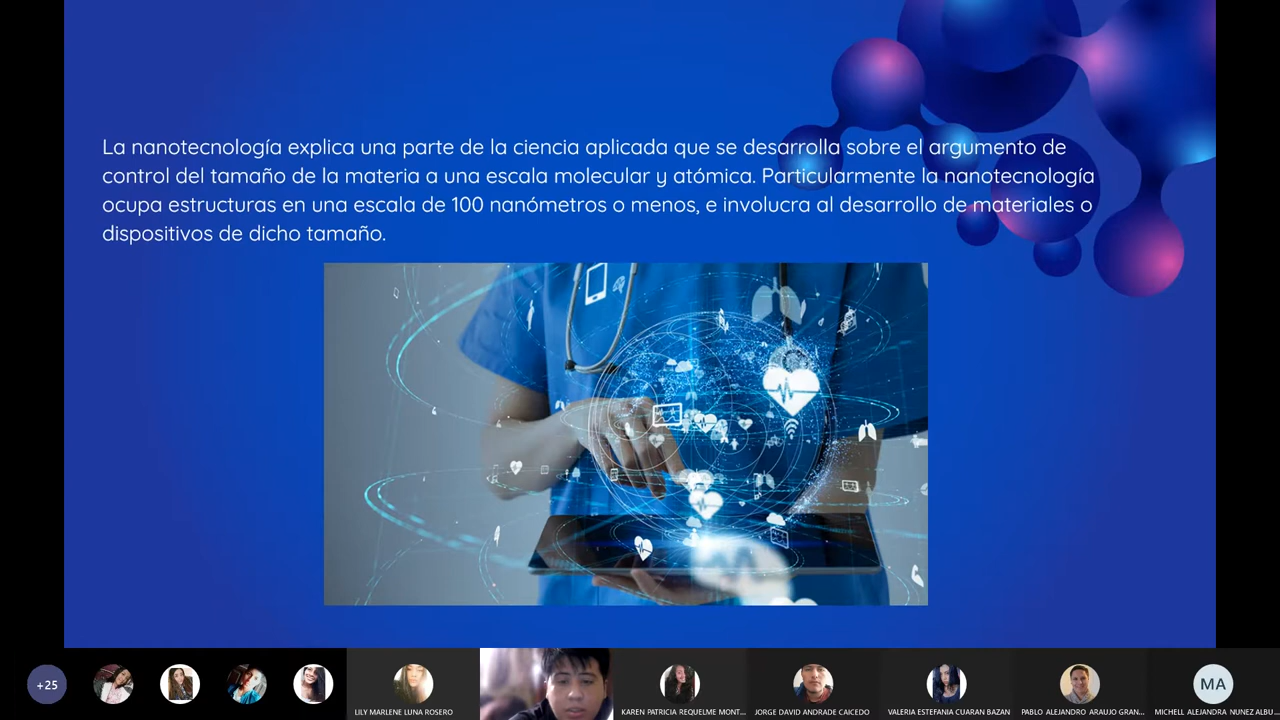 La nanotecnología explica una parte de la ciencia aplicada que se desarrolla sobre el argumento de
control del tamaño de la materia a una escala molecular y atómica. Particularmente la nanotecnología
ocupa estructuras en una escala de 100 nanómetros o menos, e involucra al desarrollo de materiales o
dispositivos de dicho tamaño.
+25
LILY MARLENE LUNA ROSERO
KAREN PATRICIA REQUELME MONT...
JORGE DAVID ANDRADE CAICEDO
VALERIA ESTEFANIA CUARAN BAZAN
PABLO ALEJANDRO ARAUJO GRAN...
MA
MICHELL ALEJANDRA NUNEZ ALBU...